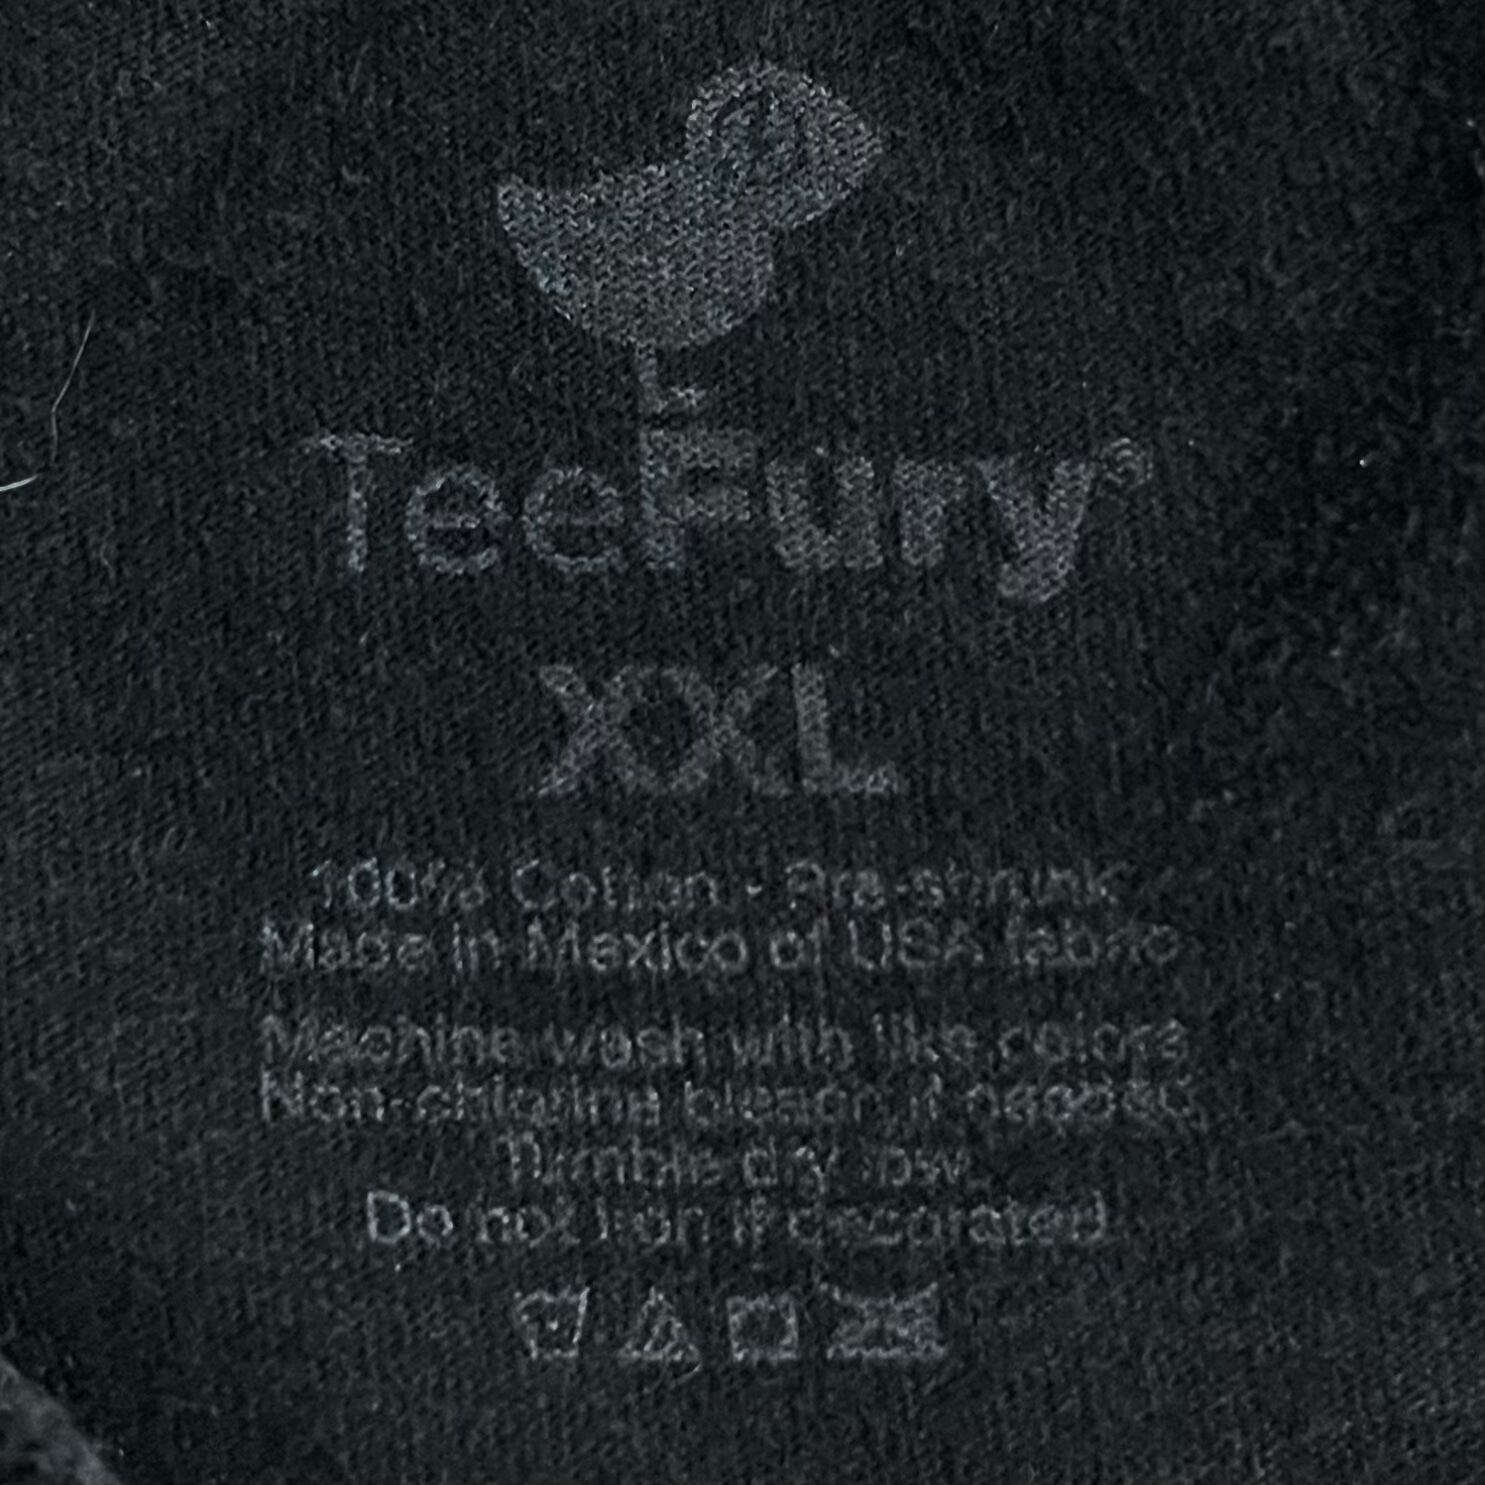 TeeFury®
XXL
100% Cotton - Pre-shrunk
Made in Mexico of USA fabric
Machine wash with like colors
Non-chlorine bleach if needed
Tumble dry low.
Do not iron if decorated